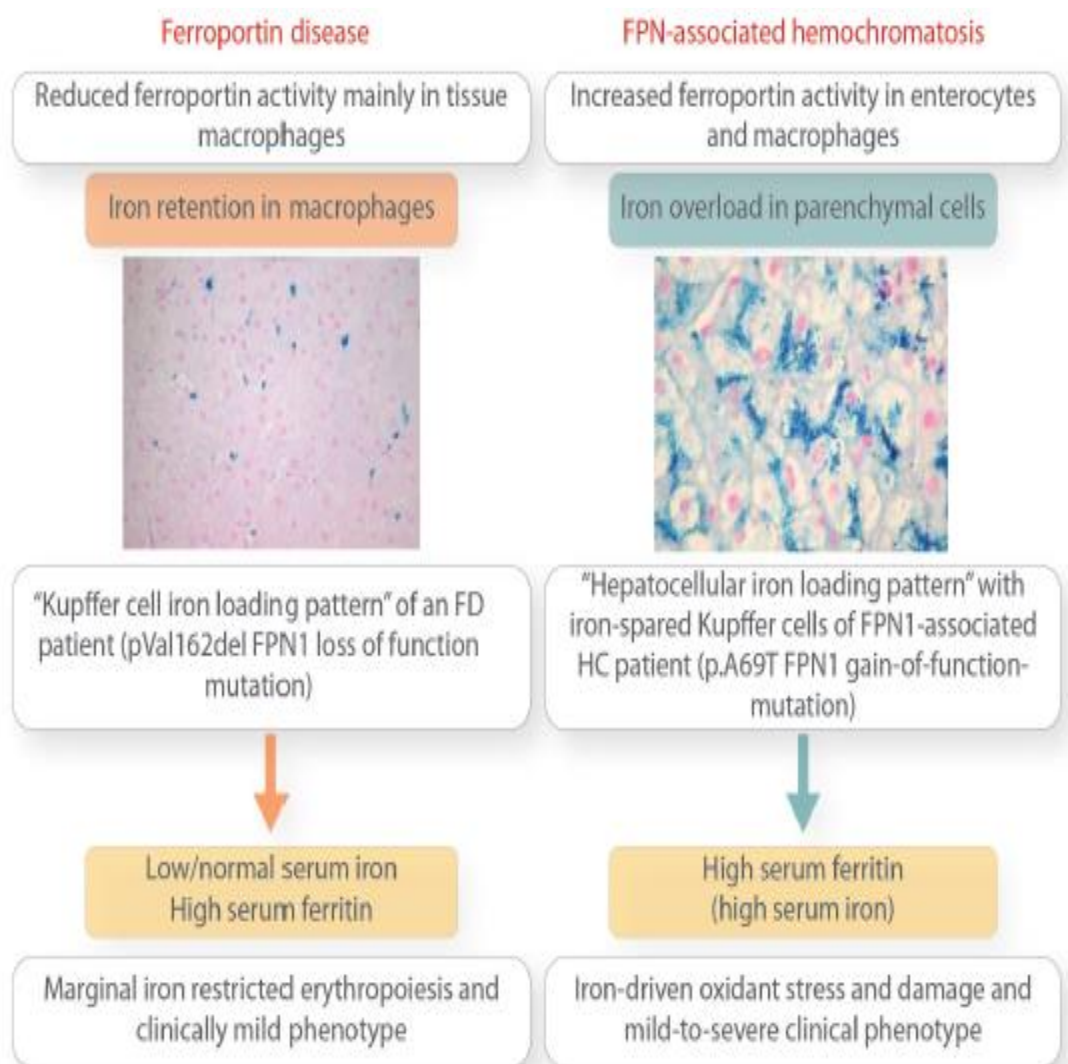 Ferroportin disease
Reduced ferroportin activity mainly in tissue
macrophages
Iron retention in macrophages
"Kupffer cell iron loading pattern" of an FD
patient (pVal162del FPN1 loss of function
mutation)
Low/normal serum iron
High serum ferritin
Marginal iron restricted erythropoiesis and
clinically mild phenotype
FPN-associated hemochromatosis
Increased ferroportin activity in enterocytes
and macrophages
Iron overload in parenchymal cells
"Hepatocellular iron loading pattern" with
iron-spared Kupffer cells of FPN1-associated
HC patient (p.A69T FPN1 gain-of-function-
mutation)
High serum ferritin
(high serum iron)
Iron-driven oxidant stress and damage and
mild-to-severe clinical phenotype